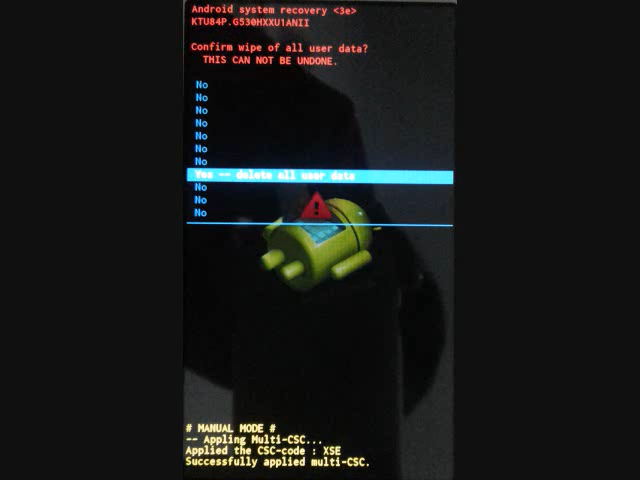 Android system recovery <3e>
KTU84P.G530HXXU1ANII
Confirm wipe of all user data?
THIS CAN NOT BE UNDONE.
No
No
No
No
No
No
No
Yes -- delete all user data
No
No
No
# MANUAL MODE #
-- Appling Multi-CSC...
Applied the CSC-code : XSE
Successfully applied multi-CSC.